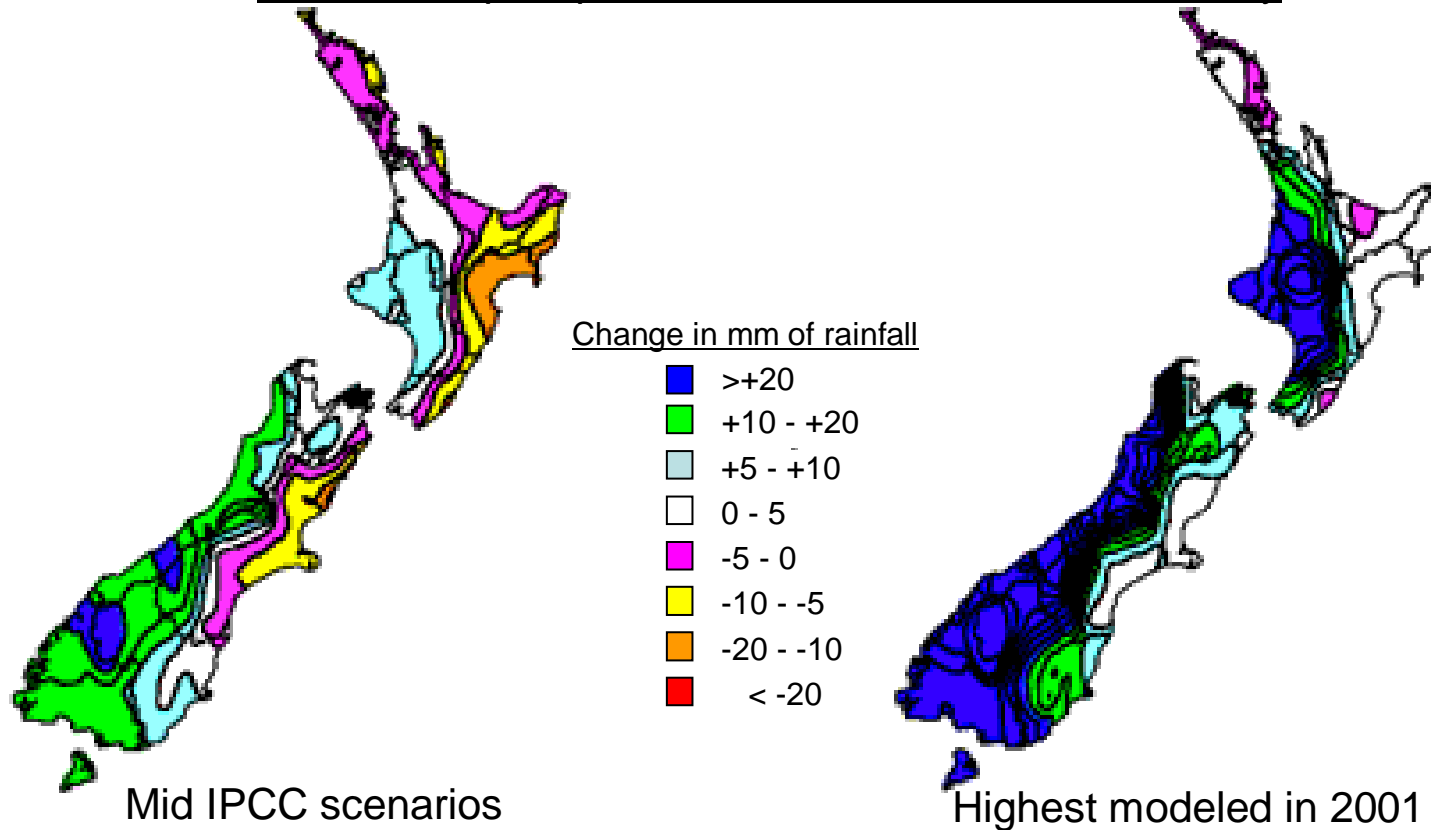 Change in mm of rainfall
>+20
+10 - +20
+5 - +10
0 - 5
-5 - 0
-10 - -5
-20 - -10
< -20
Mid IPCC scenarios
Highest modeled in 2001